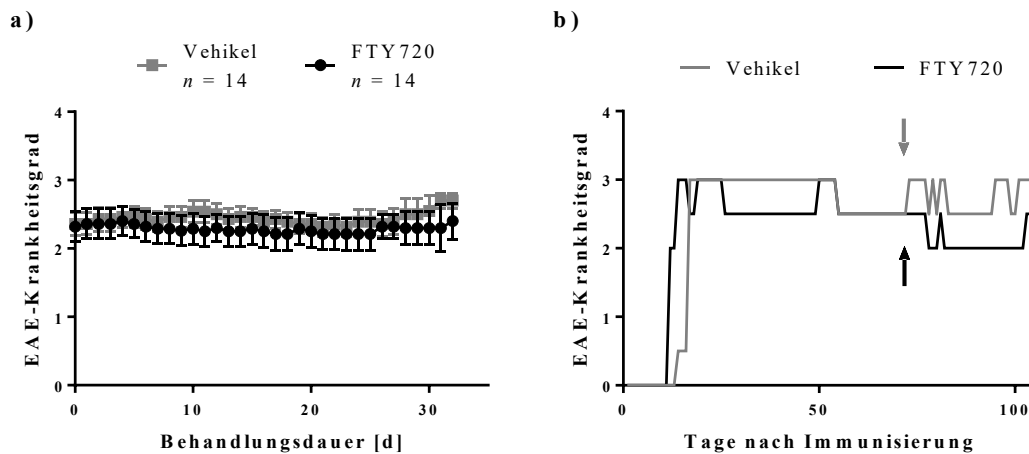 a)
Vehikel
n = 14
FTY720
n = 14
EAE-Krankheitsgrad
4
3
2
1
0
0 10 20 30
Behandlungsdauer [d]
b)
Vehikel FTY720
EAE-Krankheitsgrad
4
3
2
1
0
0 50 100
Tage nach Immunisierung